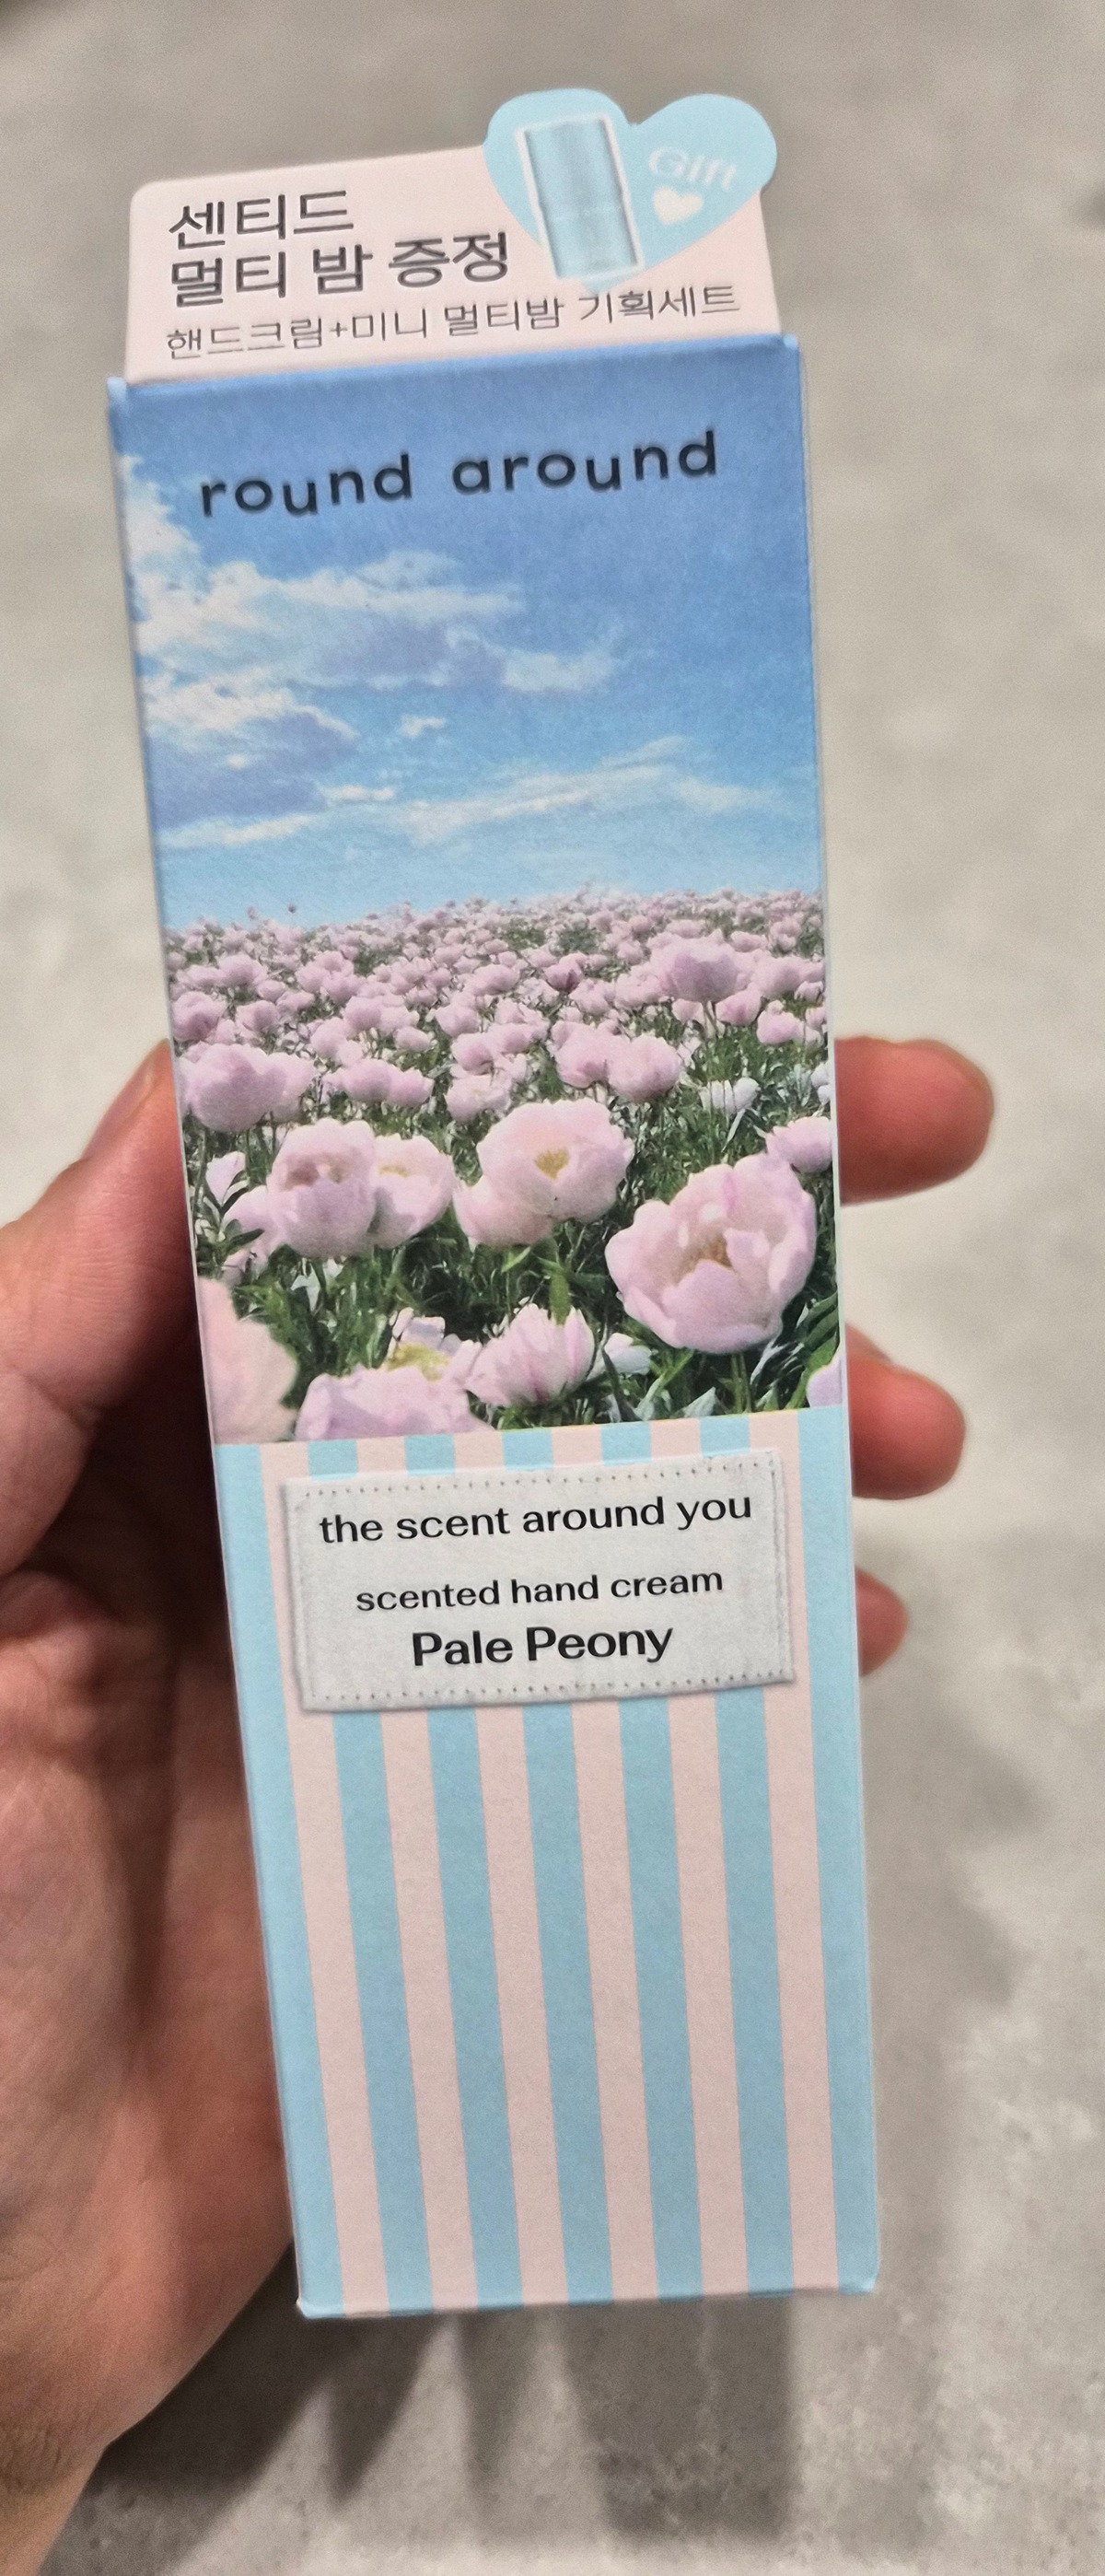 센티드
멀티 밤 증정
Gift
핸드크림+미니 멀티밤 기획세트
round around
the scent around you
scented hand cream
Pale Peony